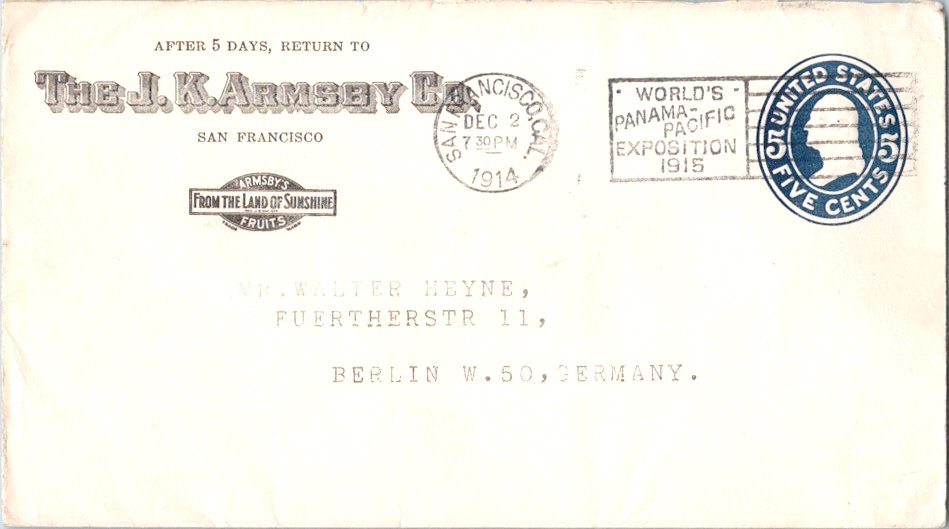 AFTER 5 DAYS, RETURN TO
THE J. K. ARMSBY CO.
SAN FRANCISCO
ARMSBY'S
FROM THE LAND OF SUNSHINE
FRUITS
SAN FRANCISCO, CAL.
DEC 2
7 30 PM
1914
WORLD'S
PANAMA-
PACIFIC
EXPOSITION
1915
UNITED STATES
5 5
FIVE CENTS
MR. WALTER HEYNE,
FUERTHERSTR 11,
BERLIN W.50, GERMANY.